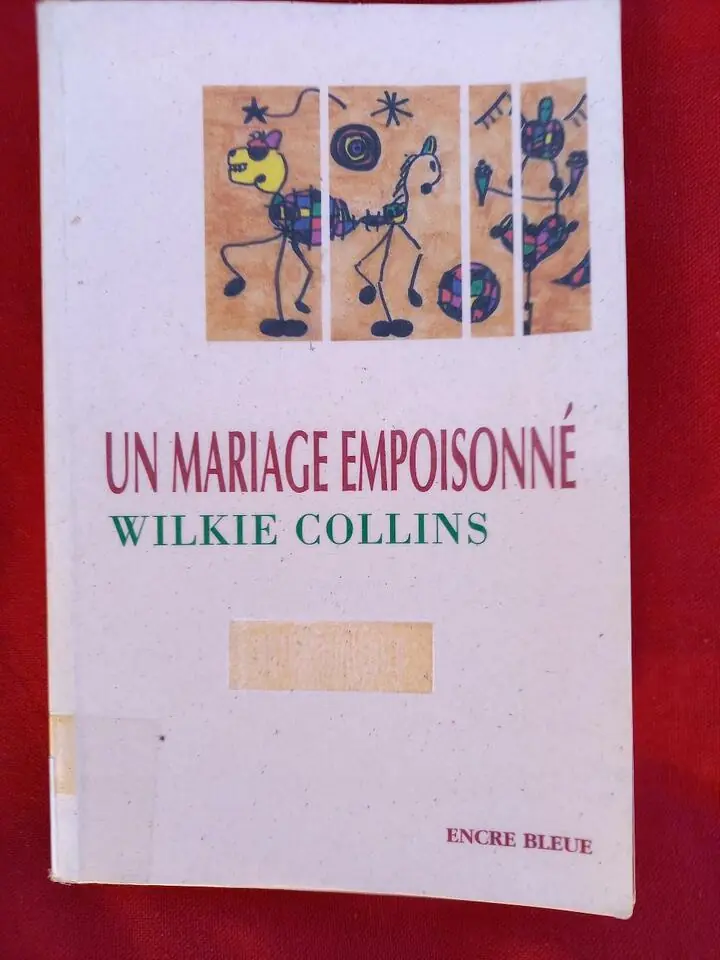 UN MARIAGE EMPOISONNÉ
WILKIE COLLINS
ENCRE BLEUE